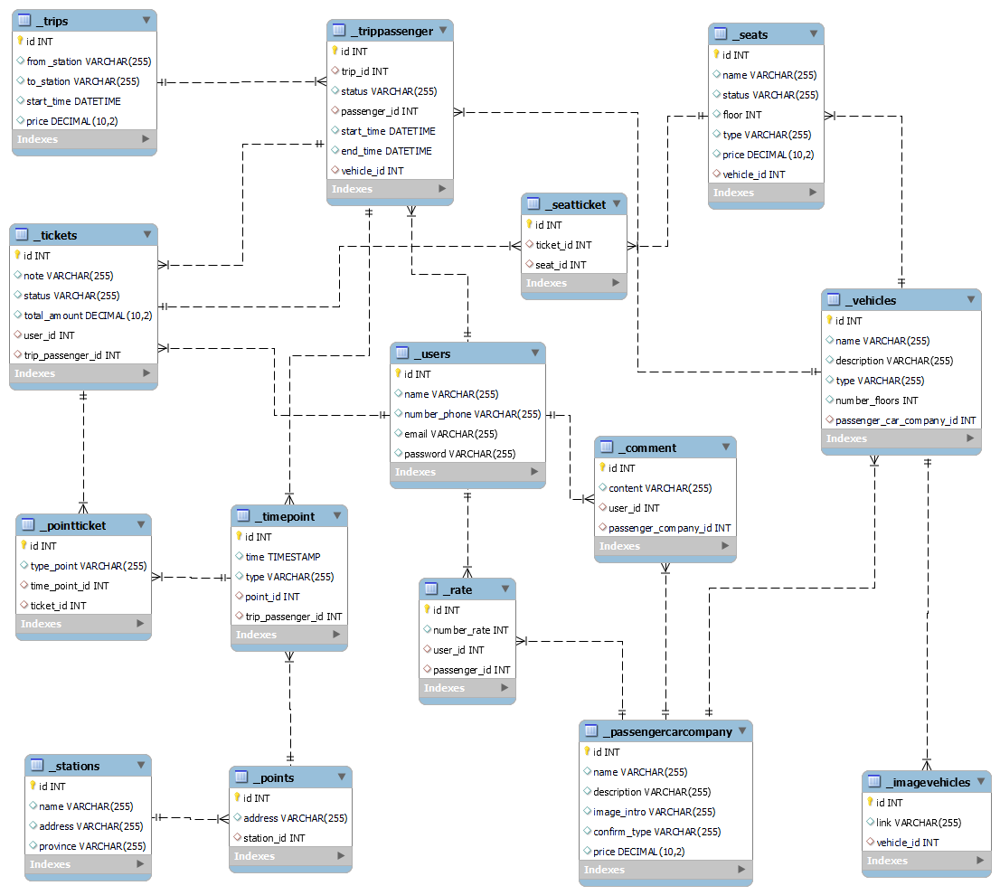 _trips
id INT
from_station VARCHAR(255)
to_station VARCHAR(255)
start_time DATETIME
price DECIMAL(10,2)
Indexes
_trippassenger
id INT
trip_id INT
status VARCHAR(255)
passenger_id INT
start_time DATETIME
end_time DATETIME
vehicle_id INT
Indexes
_seats
id INT
name VARCHAR(255)
status VARCHAR(255)
floor INT
type VARCHAR(255)
price DECIMAL(10,2)
vehicle_id INT
Indexes
_seatticket
id INT
ticket_id INT
seat_id INT
Indexes
_tickets
id INT
note VARCHAR(255)
status VARCHAR(255)
total_amount DECIMAL(10,2)
user_id INT
trip_passenger_id INT
Indexes
_vehicles
id INT
name VARCHAR(255)
description VARCHAR(255)
type VARCHAR(255)
number_floors INT
passenger_car_company_id INT
Indexes
_users
id INT
name VARCHAR(255)
number_phone VARCHAR(255)
email VARCHAR(255)
password VARCHAR(255)
Indexes
_comment
id INT
content VARCHAR(255)
user_id INT
passenger_company_id INT
Indexes
_pointticket
id INT
type_point VARCHAR(255)
time_point_id INT
ticket_id INT
Indexes
_timepoint
id INT
time TIMESTAMP
type VARCHAR(255)
point_id INT
trip_passenger_id INT
Indexes
_rate
id INT
number_rate INT
user_id INT
passenger_id INT
Indexes
_passengercarcompany
id INT
name VARCHAR(255)
description VARCHAR(255)
image_intro VARCHAR(255)
confirm_type VARCHAR(255)
price DECIMAL(10,2)
Indexes
_stations
id INT
name VARCHAR(255)
address VARCHAR(255)
province VARCHAR(255)
Indexes
_points
id INT
address VARCHAR(255)
station_id INT
Indexes
_imagevehicles
id INT
link VARCHAR(255)
vehicle_id INT
Indexes